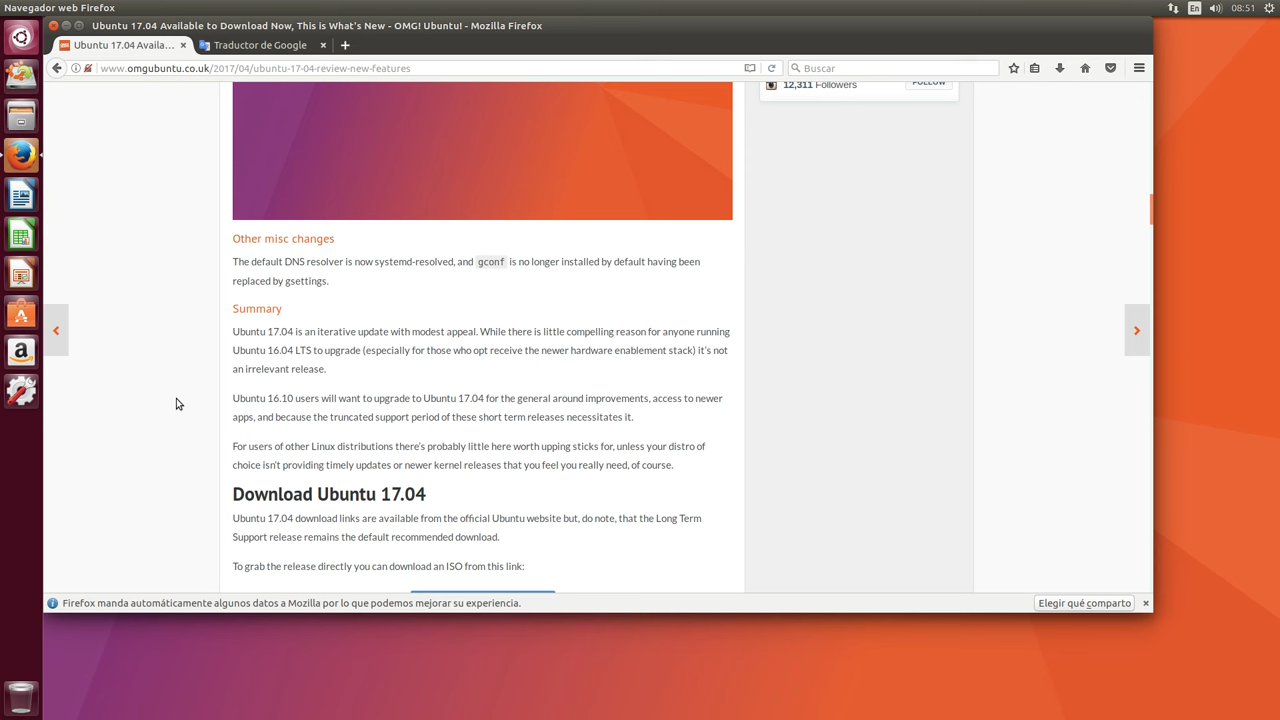 Navegador web Firefox
En
08:51
Ubuntu 17.04 Available to Download Now, This is What's New - OMG! Ubuntu! - Mozilla Firefox
Ubuntu 17.04 Availa...
Traductor de Google
www.omgubuntu.co.uk/2017/04/ubuntu-17-04-review-new-features
Buscar
12,311 Followers
FOLLOW
Other misc changes
The default DNS resolver is now systemd-resolved, and gconf is no longer installed by default having been
replaced by gsettings.
Summary
Ubuntu 17.04 is an iterative update with modest appeal. While there is little compelling reason for anyone running
Ubuntu 16.04 LTS to upgrade (especially for those who opt receive the newer hardware enablement stack) it's not
an irrelevant release.
Ubuntu 16.10 users will want to upgrade to Ubuntu 17.04 for the general around improvements, access to newer
apps, and because the truncated support period of these short term releases necessitates it.
For users of other Linux distributions there's probably little here worth upping sticks for, unless your distro of
choice isn't providing timely updates or newer kernel releases that you feel you really need, of course.
Download Ubuntu 17.04
Ubuntu 17.04 download links are available from the official Ubuntu website but, do note, that the Long Term
Support release remains the default recommended download.
To grab the release directly you can download an ISO from this link:
Firefox manda automáticamente algunos datos a Mozilla por lo que podemos mejorar su experiencia.
Elegir qué comparto